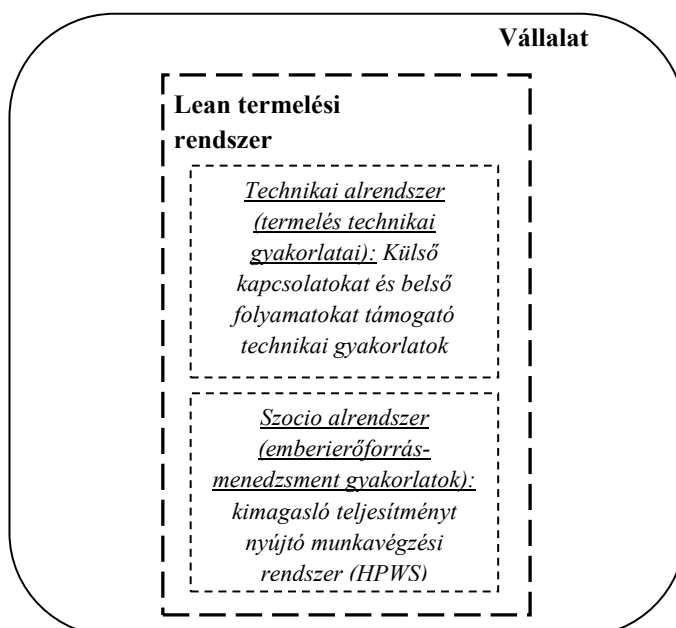 Vállalat
Lean termelési
rendszer
Technikai alrendszer
(termelés technikai
gyakorlatai): Külső
kapcsolatokat és belső
folyamatokat támogató
technikai gyakorlatok
Szocio alrendszer
(emberierőforrás-
menedzsment gyakorlatok):
kimagasló teljesítményt
nyújtó munkavégzési
rendszer (HPWS)